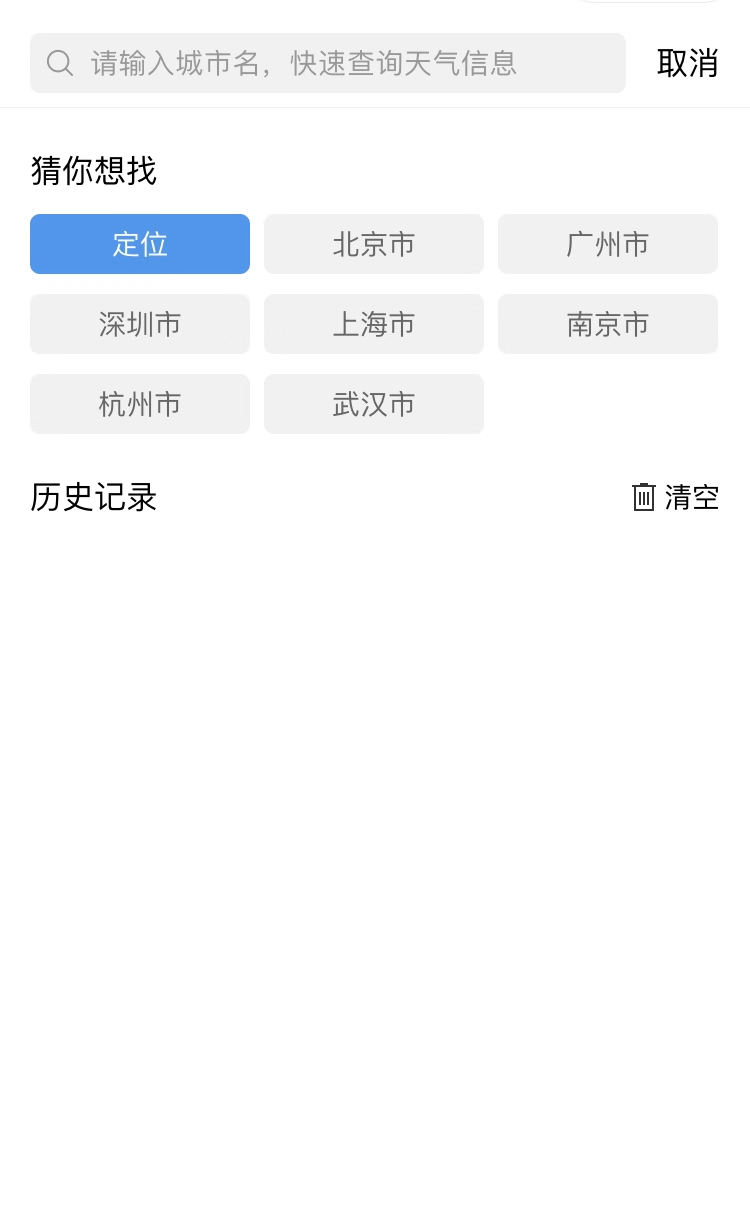 请输入城市名，快速查询天气信息 取消
猜你想找
定位 北京市 广州市
深圳市 上海市 南京市
杭州市 武汉市
历史记录 清空